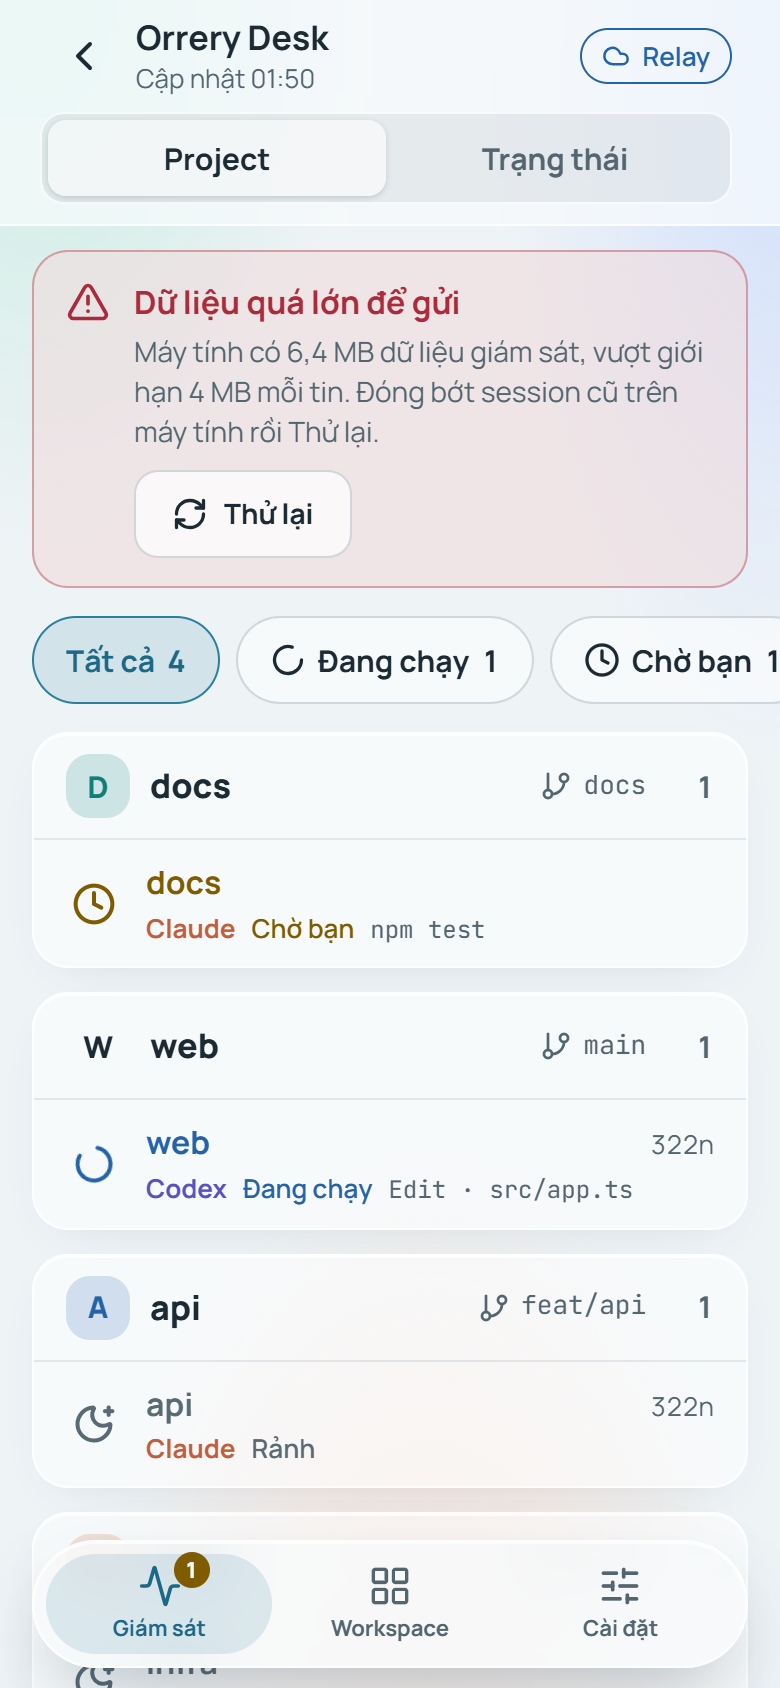 Orrery Desk
Cập nhật 01:50
Relay
Project
Trạng thái
Dữ liệu quá lớn để gửi
Máy tính có 6,4 MB dữ liệu giám sát, vượt giới
hạn 4 MB mỗi tin. Đóng bớt session cũ trên
máy tính rồi Thử lại.
Thử lại
Tất cả 4
Đang chạy 1
Chờ bạn 1
D docs docs 1
docs
Claude Chờ bạn npm test
W web main 1
web 322n
Codex Đang chạy Edit · src/app.ts
A api feat/api 1
api 322n
Claude Rảnh
1
Giám sát
Workspace
Cài đặt